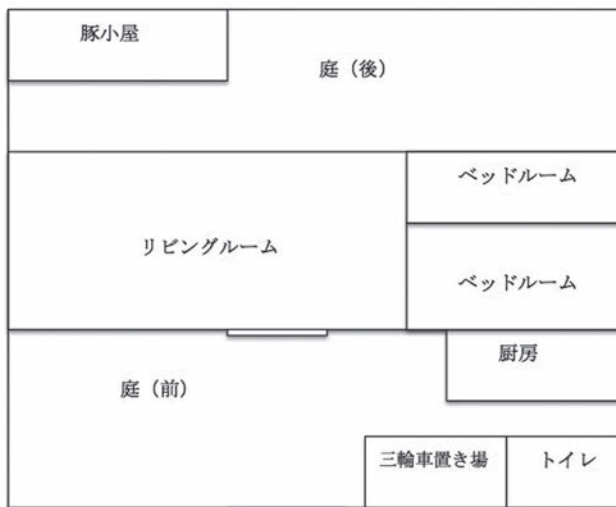 豚小屋
庭（後）
ベッドルーム
リビングルーム
ベッドルーム
厨房
庭（前）
三輪車置き場
トイレ